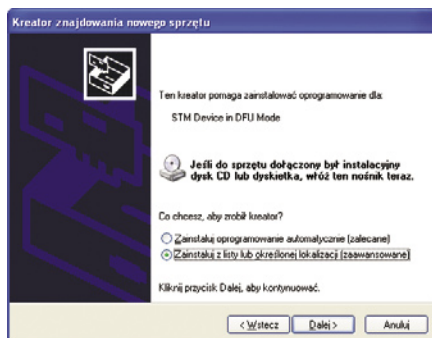 Kreator znajdowania nowego sprzętu
Ten kreator pomaga zainstalować oprogramowanie dla:
STM Device in DFU Mode
Jeśli do sprzętu dołączony był instalacyjny
dysk CD lub dyskietka, włóż ten nośnik teraz.
Co chcesz, aby zrobił kreator?
Zainstaluj oprogramowanie automatycznie (zalecane)
Zainstaluj z listy lub określonej lokalizacji (zaawansowane)
Kliknij przycisk Dalej, aby kontynuować.
< Wstecz
Dalej >
Anuluj